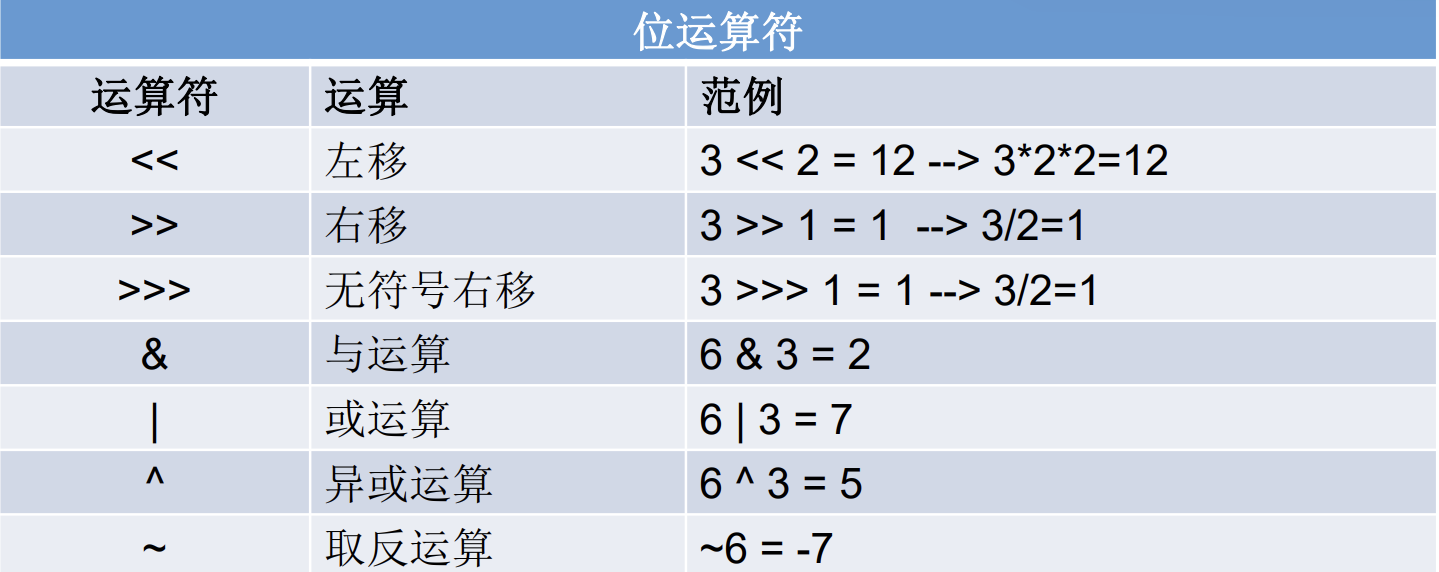 位运算符
运算符 运算 范例
<< 左移 3 << 2 = 12 --> 3*2*2=12
>> 右移 3 >> 1 = 1 --> 3/2=1
>>> 无符号右移 3 >>> 1 = 1 --> 3/2=1
& 与运算 6 & 3 = 2
| 或运算 6 | 3 = 7
^ 异或运算 6 ^ 3 = 5
~ 取反运算 ~6 = -7